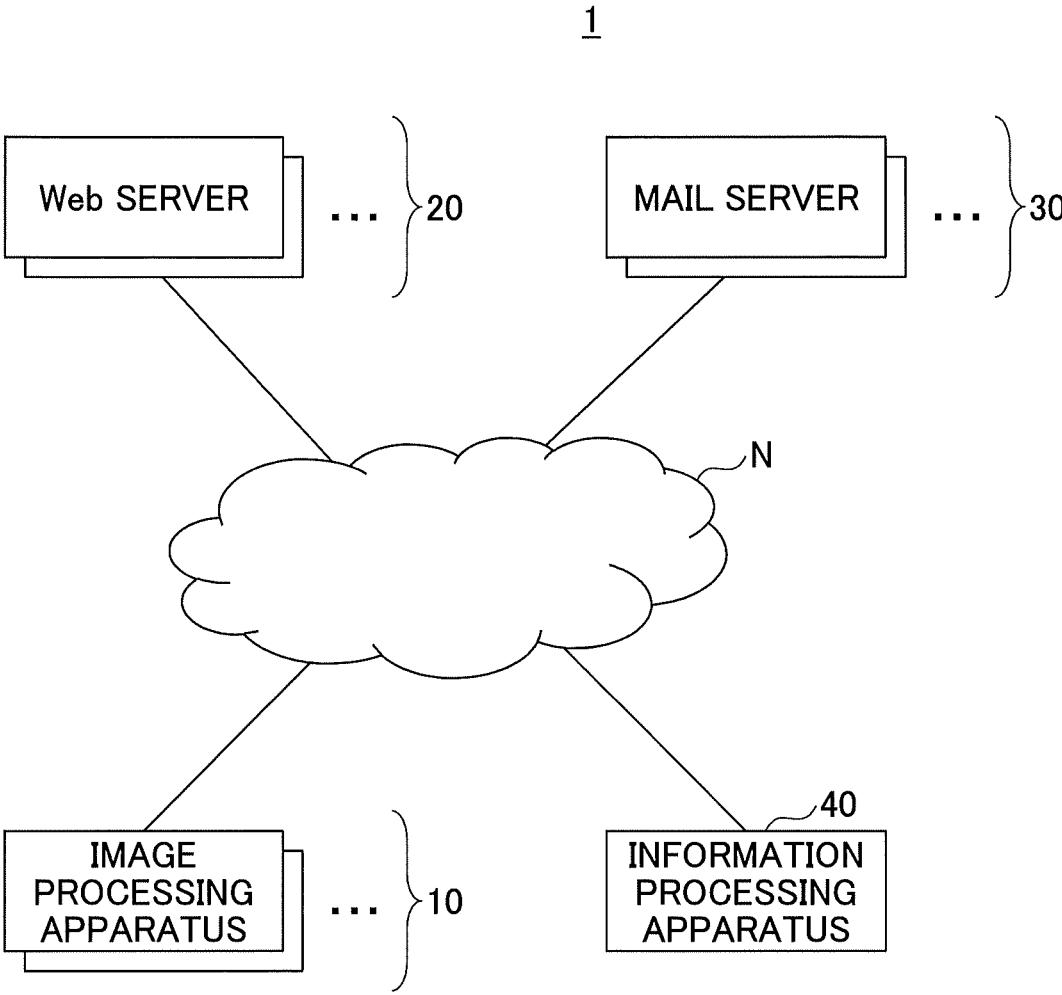 1
Web SERVER
... 20
MAIL SERVER
... 30
N
IMAGE
PROCESSING
APPARATUS
... 10
40
INFORMATION
PROCESSING
APPARATUS